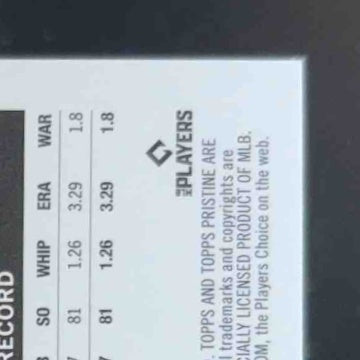 RECORD
SO WHIP ERA WAR
81 1.26 3.29 1.8
81 1.26 3.29 1.8
THE PLAYERS
. TOPPS AND TOPPS PRISTINE ARE
i trademarks and copyrights are
CIALLY LICENSED PRODUCT OF MLB.
M, the Players Choice on the web.